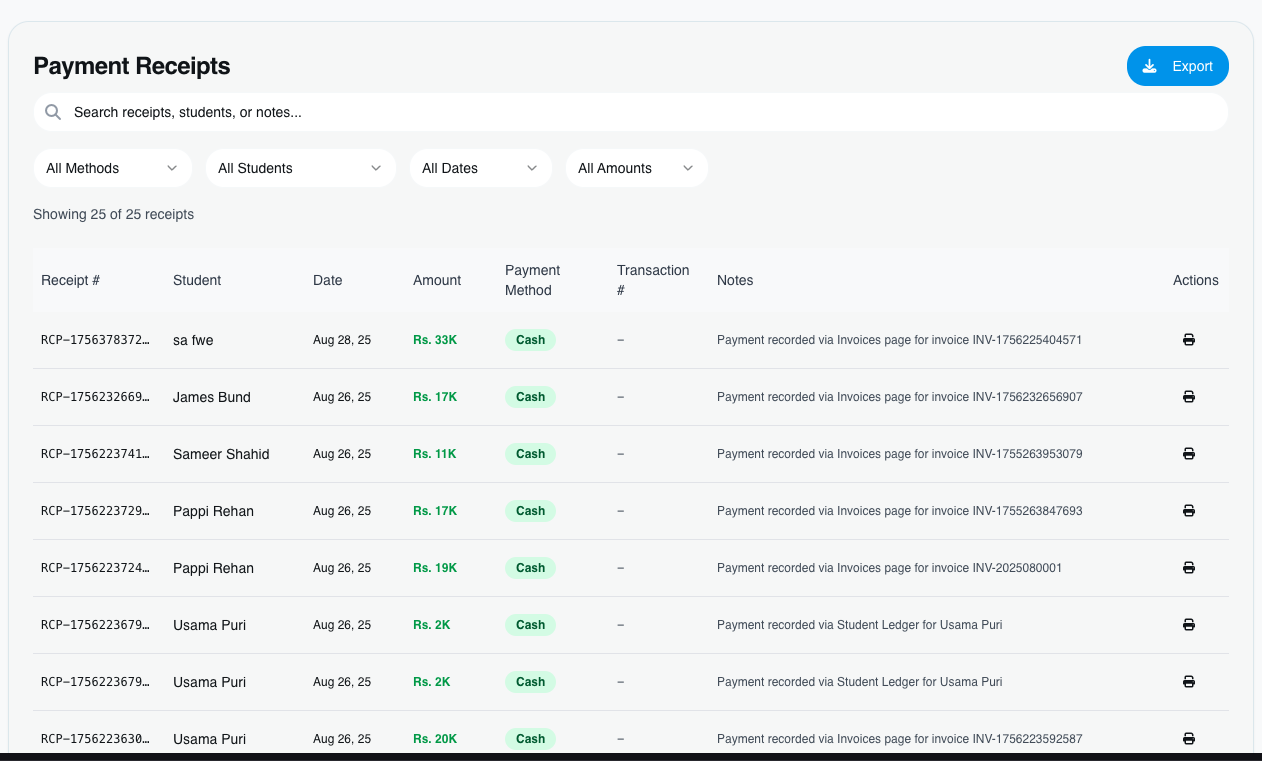 Payment Receipts
Export
Search receipts, students, or notes...
All Methods All Students All Dates All Amounts
Showing 25 of 25 receipts
Receipt # Student Date Amount Payment Method Transaction # Notes Actions
RCP-1756378372… sa fwe Aug 28, 25 Rs. 33K Cash – Payment recorded via Invoices page for invoice INV-1756225404571
RCP-1756232669… James Bund Aug 26, 25 Rs. 17K Cash – Payment recorded via Invoices page for invoice INV-1756232656907
RCP-1756223741… Sameer Shahid Aug 26, 25 Rs. 11K Cash – Payment recorded via Invoices page for invoice INV-1755263953079
RCP-1756223729… Pappi Rehan Aug 26, 25 Rs. 17K Cash – Payment recorded via Invoices page for invoice INV-1755263847693
RCP-1756223724… Pappi Rehan Aug 26, 25 Rs. 19K Cash – Payment recorded via Invoices page for invoice INV-2025080001
RCP-1756223679… Usama Puri Aug 26, 25 Rs. 2K Cash – Payment recorded via Student Ledger for Usama Puri
RCP-1756223679… Usama Puri Aug 26, 25 Rs. 2K Cash – Payment recorded via Student Ledger for Usama Puri
RCP-1756223630… Usama Puri Aug 26, 25 Rs. 20K Cash – Payment recorded via Invoices page for invoice INV-1756223592587